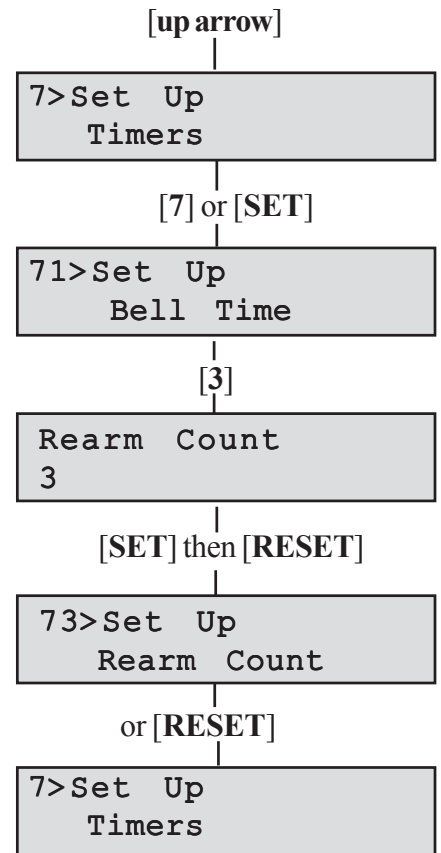 [up arrow]
7>Set Up
Timers
[7] or [SET]
71>Set Up
Bell Time
[3]
Rearm Count
3
[SET] then [RESET]
73>Set Up
Rearm Count
or [RESET]
7>Set Up
Timers